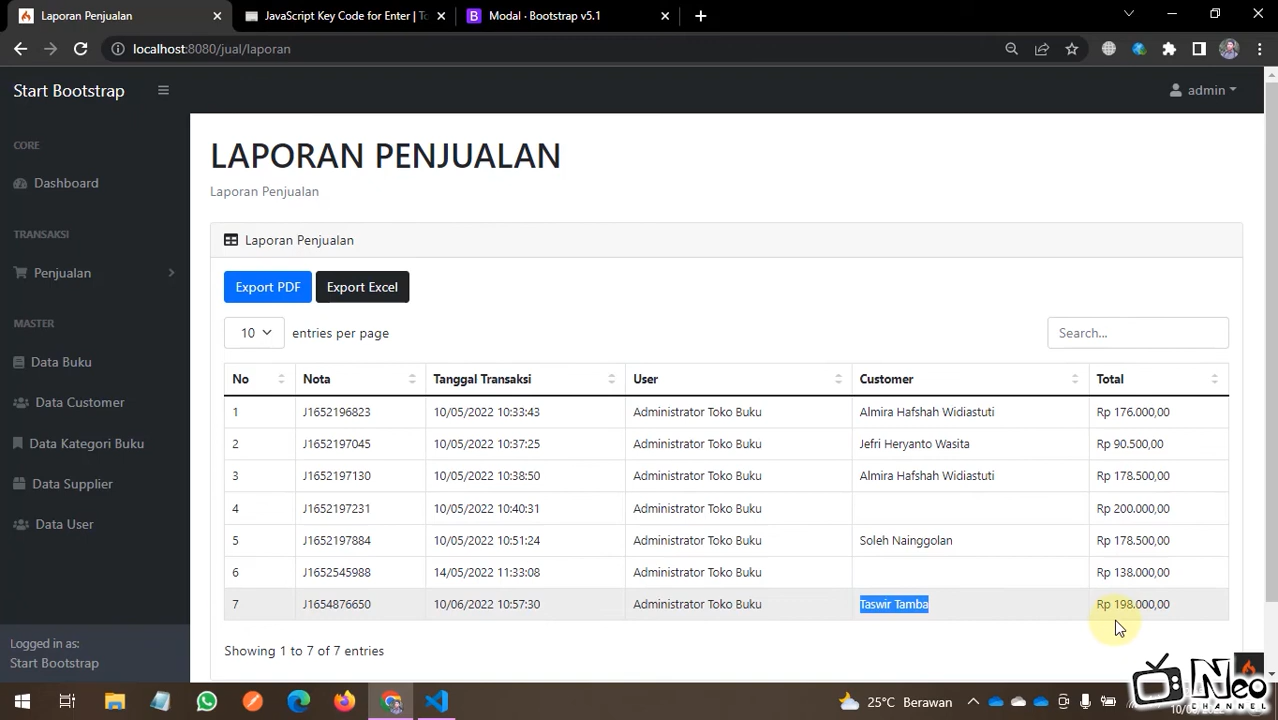 Laporan Penjualan
JavaScript Key Code for Enter | To
Modal · Bootstrap v5.1
localhost:8080/jual/laporan
Start Bootstrap
admin
CORE
Dashboard
TRANSAKSI
Penjualan
MASTER
Data Buku
Data Customer
Data Kategori Buku
Data Supplier
Data User
Logged in as:
Start Bootstrap
LAPORAN PENJUALAN
Laporan Penjualan
Laporan Penjualan
Export PDF Export Excel
10 entries per page Search...
No Nota Tanggal Transaksi User Customer Total
1 J1652196823 10/05/2022 10:33:43 Administrator Toko Buku Almira Hafshah Widiastuti Rp 176.000,00
2 J1652197045 10/05/2022 10:37:25 Administrator Toko Buku Jefri Heryanto Wasita Rp 90.500,00
3 J1652197130 10/05/2022 10:38:50 Administrator Toko Buku Almira Hafshah Widiastuti Rp 178.500,00
4 J1652197231 10/05/2022 10:40:31 Administrator Toko Buku Rp 200.000,00
5 J1652197884 10/05/2022 10:51:24 Administrator Toko Buku Soleh Nainggolan Rp 178.500,00
6 J1652545988 14/05/2022 11:33:08 Administrator Toko Buku Rp 138.000,00
7 J1654876650 10/06/2022 10:57:30 Administrator Toko Buku Taswir Tamba Rp 198.000,00
Showing 1 to 7 of 7 entries
25°C Berawan
Neo
CHANNEL